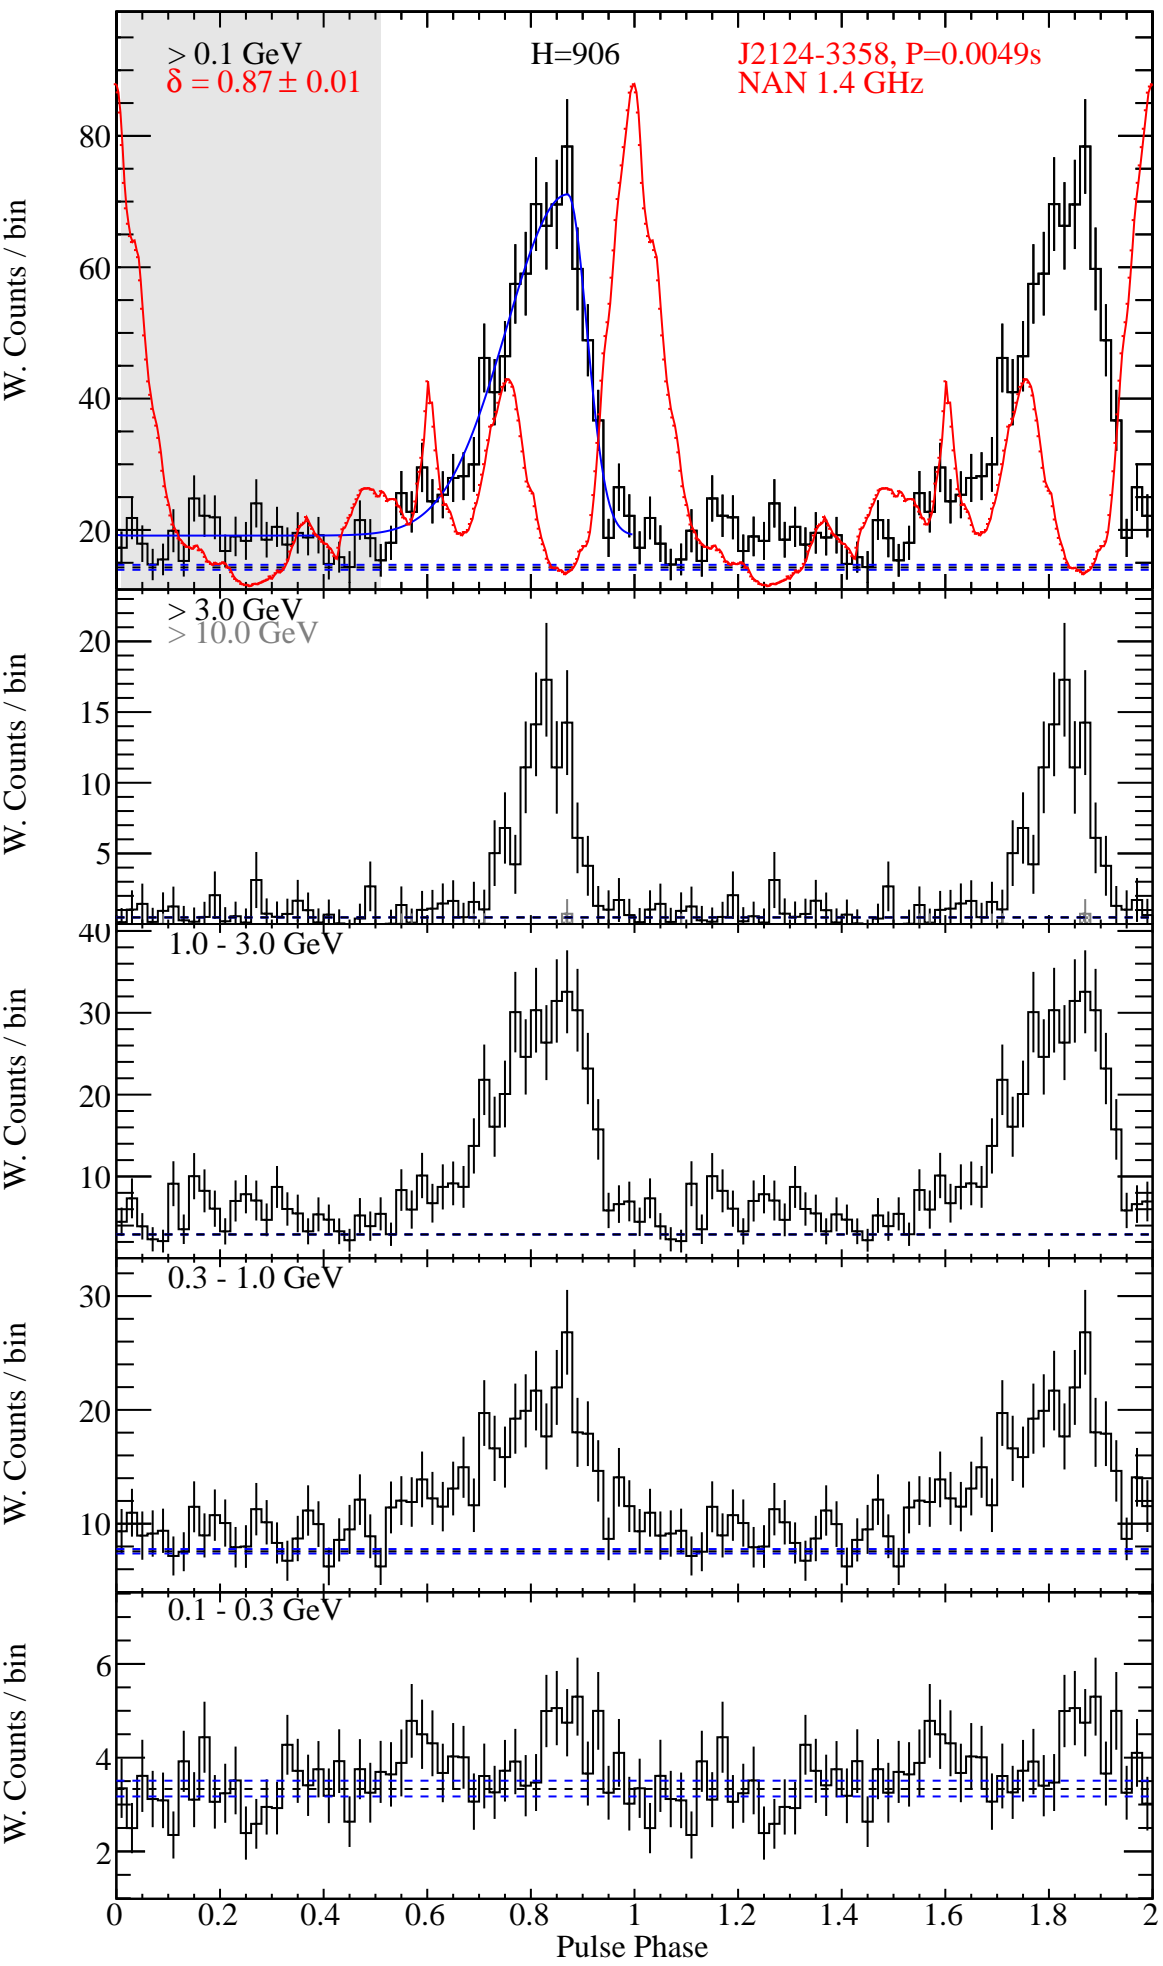 > 0.1 GeV
δ = 0.87 ± 0.01
H=906
J2124-3358, P=0.0049s
NAN 1.4 GHz
W. Counts / bin
80
60
40
20
> 3.0 GeV
> 10.0 GeV
W. Counts / bin
20
15
10
5
1.0 - 3.0 GeV
W. Counts / bin
40
30
20
10
0.3 - 1.0 GeV
W. Counts / bin
30
20
10
0.1 - 0.3 GeV
W. Counts / bin
6
4
2
0 0.2 0.4 0.6 0.8 1 1.2 1.4 1.6 1.8 2
Pulse Phase